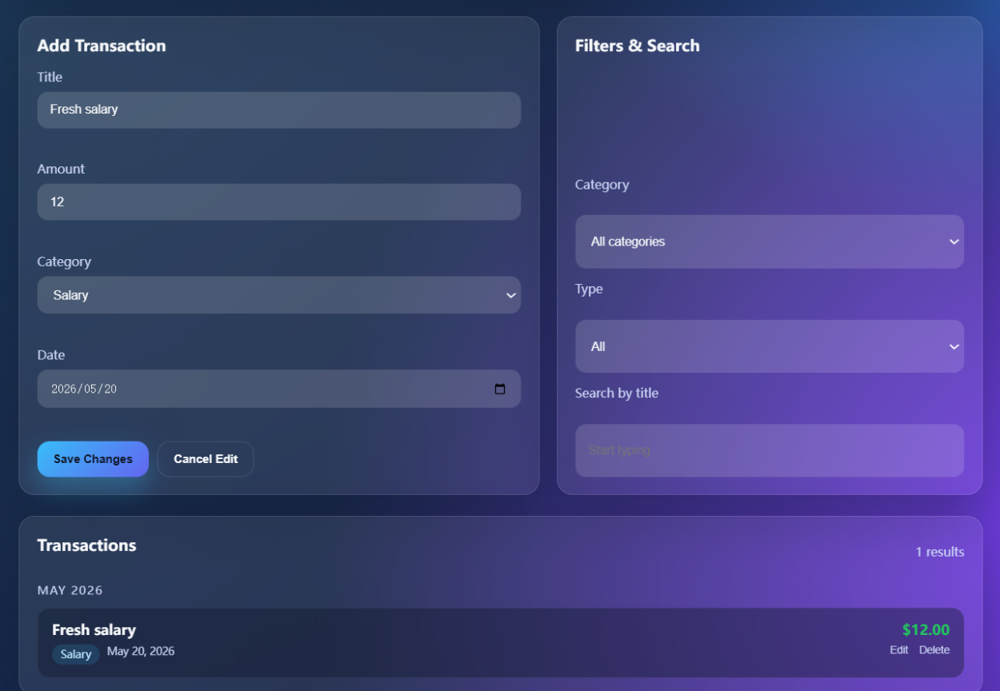 Add Transaction
Title
Fresh salary
Amount
12
Category
Salary
Date
2026/05/20
Save Changes
Cancel Edit
Filters & Search
Category
All categories
Type
All
Search by title
Start typing...
Transactions
1 results
MAY 2026
Fresh salary
$12.00
Salary May 20, 2026
Edit Delete